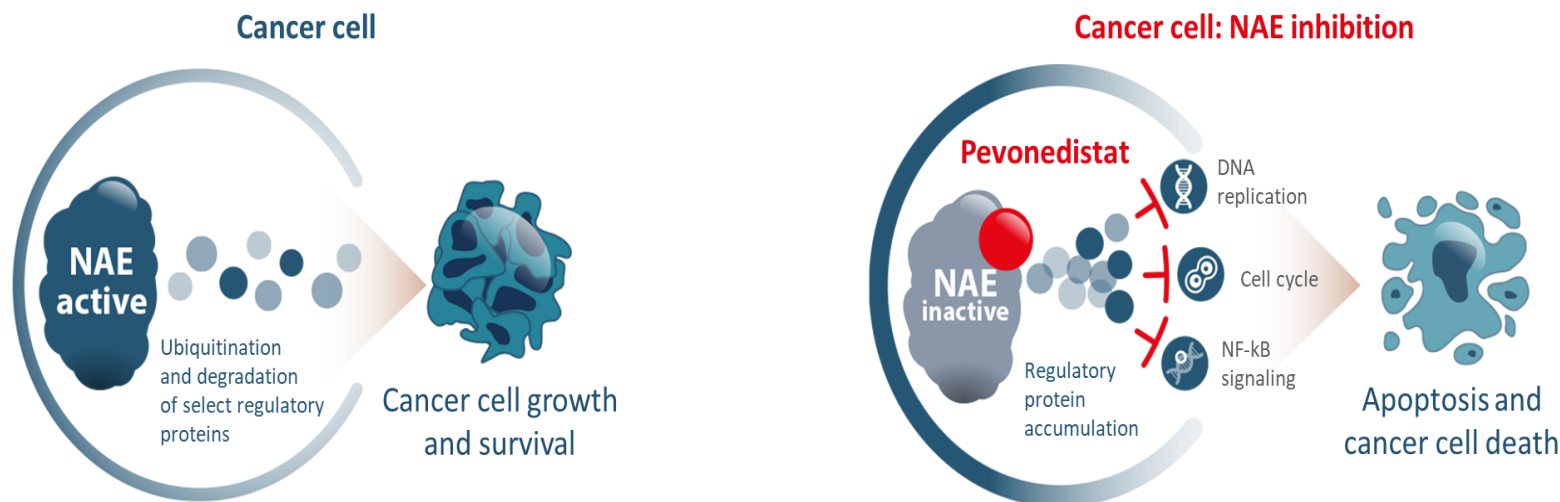 Cancer cell
NAE
active
Ubiquitination
and degradation
of select regulatory
proteins
Cancer cell growth
and survival
Cancer cell: NAE inhibition
Pevonedistat
NAE
inactive
Regulatory
protein
accumulation
DNA
replication
Cell cycle
NF-kB
signaling
Apoptosis and
cancer cell death